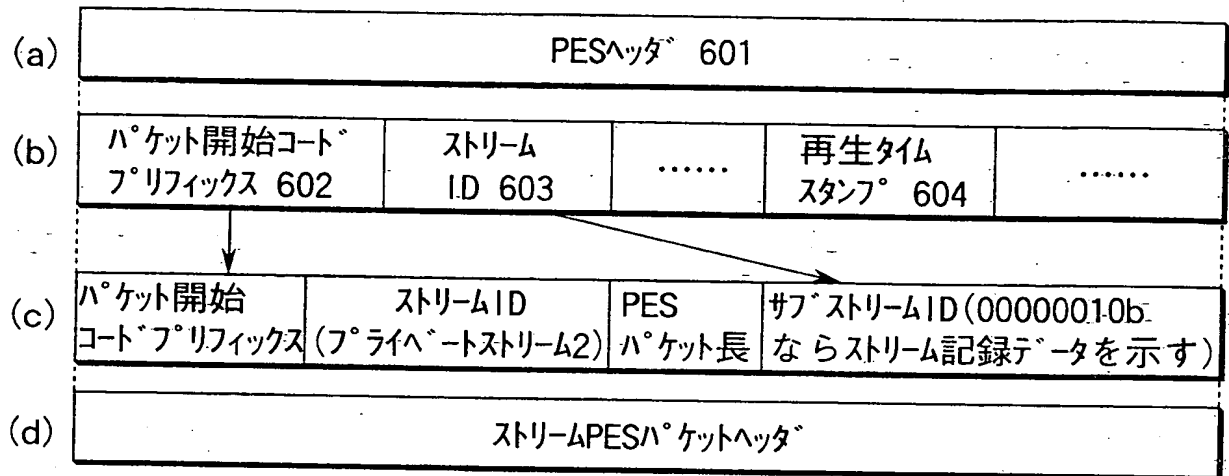 (a)
PESヘッダ 601
(b)
パケット開始コード
プリフィックス 602
ストリーム
ID 603
……
再生タイム
スタンプ 604
……
(c)
パケット開始
コードプリフィックス
ストリームID
(プライベートストリーム2)
PES
パケット長
サブストリームID(00000010b
ならストリーム記録データを示す)
(d)
ストリームPESパケットヘッダ